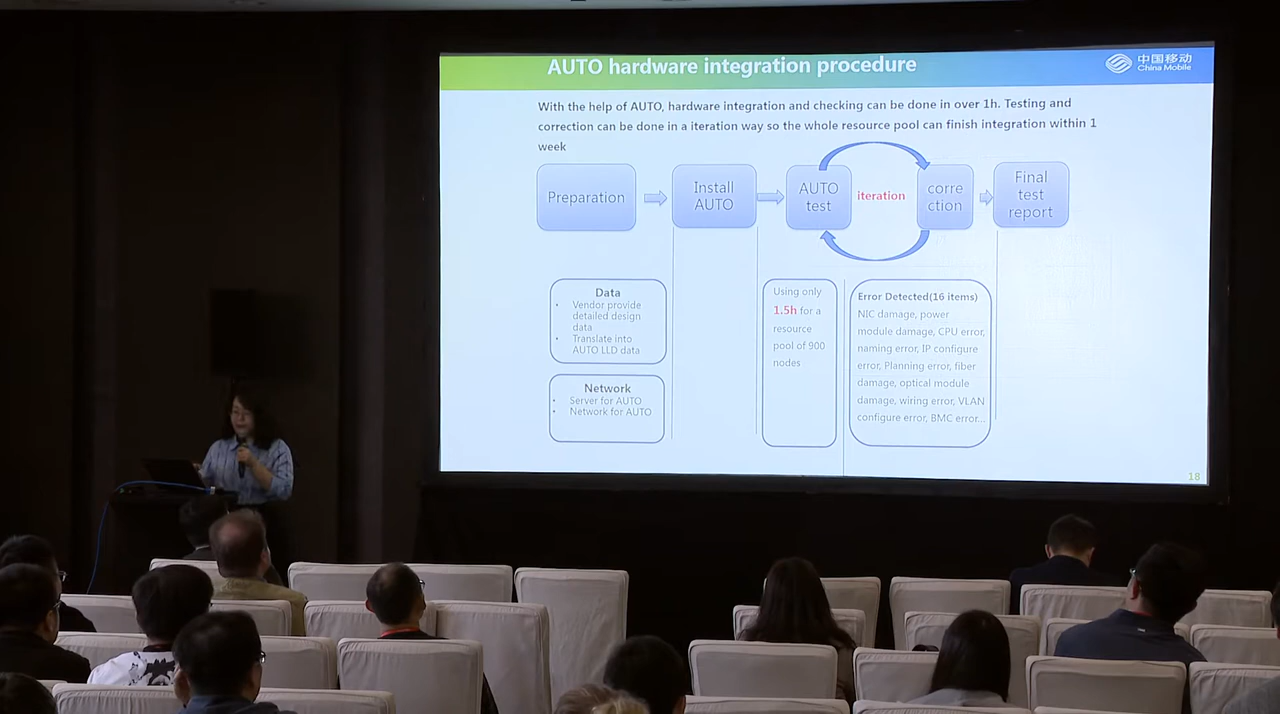 AUTO hardware integration procedure
中国移动
China Mobile
With the help of AUTO, hardware integration and checking can be done in over 1h. Testing and
correction can be done in a iteration way so the whole resource pool can finish integration within 1
week
Preparation
Install
AUTO
AUTO
test
iteration
corre
ction
Final
test
report
Data
• Vendor provide
detailed design
data
• Translate into
AUTO LLD data
Network
• Server for AUTO
• Network for AUTO
Using only
1.5h for a
resource
pool of 900
nodes
Error Detected(16 items)
NIC damage, power
module damage, CPU error,
naming error, IP configure
error, Planning error, fiber
damage, optical module
damage, wiring error, VLAN
configure error, BMC error...
18